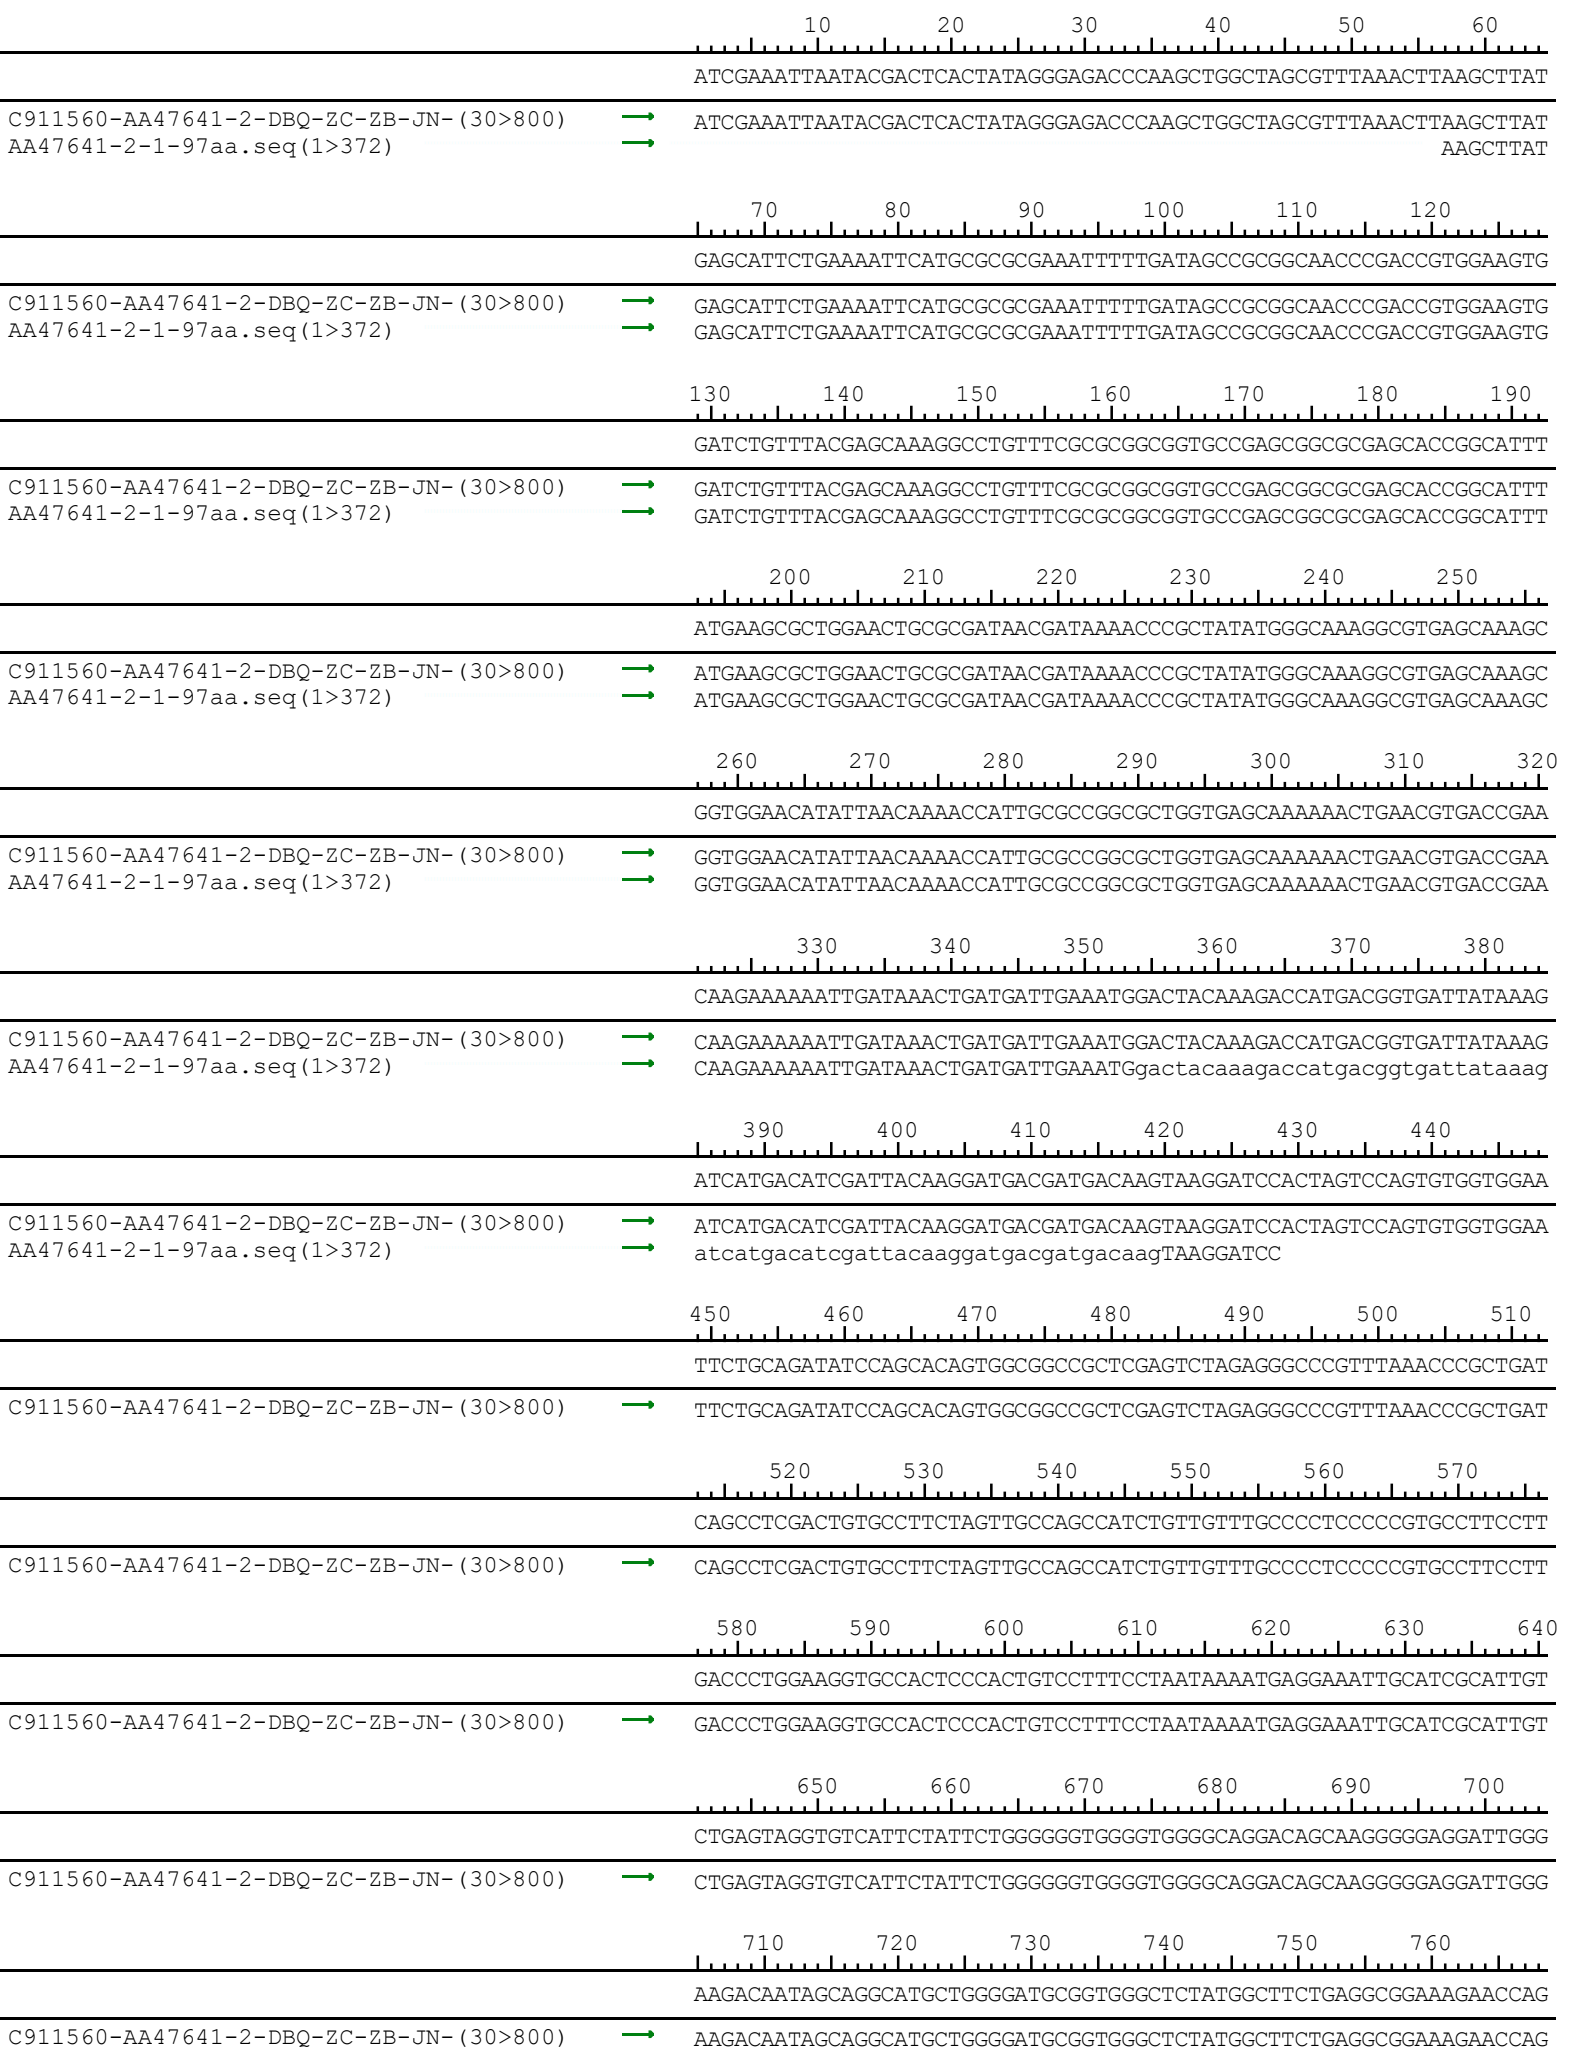 10 20 30 40 50 60
ATCGAAATTAATACGACTCACTATAGGGAGACCCAAGCTGGCTAGCGTTTAAACTTAAGCTTAT
C911560-AA47641-2-DBQ-ZC-ZB-JN-(30>800) ATCGAAATTAATACGACTCACTATAGGGAGACCCAAGCTGGCTAGCGTTTAAACTTAAGCTTAT
AA47641-2-1-97aa.seq(1>372) AAGCTTAT
70 80 90 100 110 120
GAGCATTCTGAAAATTCATGCGCGCGAAATTTTTGATAGCCGCGGCAACCCGACCGTGGAAGTG
C911560-AA47641-2-DBQ-ZC-ZB-JN-(30>800) GAGCATTCTGAAAATTCATGCGCGCGAAATTTTTGATAGCCGCGGCAACCCGACCGTGGAAGTG
AA47641-2-1-97aa.seq(1>372) GAGCATTCTGAAAATTCATGCGCGCGAAATTTTTGATAGCCGCGGCAACCCGACCGTGGAAGTG
130 140 150 160 170 180 190
GATCTGTTTACGAGCAAAGGCCTGTTTCGCGCGGCGGTGCCGAGCGGCGCGAGCACCGGCATTT
C911560-AA47641-2-DBQ-ZC-ZB-JN-(30>800) GATCTGTTTACGAGCAAAGGCCTGTTTCGCGCGGCGGTGCCGAGCGGCGCGAGCACCGGCATTT
AA47641-2-1-97aa.seq(1>372) GATCTGTTTACGAGCAAAGGCCTGTTTCGCGCGGCGGTGCCGAGCGGCGCGAGCACCGGCATTT
200 210 220 230 240 250
ATGAAGCGCTGGAACTGCGCGATAACGATAAAACCCGCTATATGGGCAAAGGCGTGAGCAAAGC
C911560-AA47641-2-DBQ-ZC-ZB-JN-(30>800) ATGAAGCGCTGGAACTGCGCGATAACGATAAAACCCGCTATATGGGCAAAGGCGTGAGCAAAGC
AA47641-2-1-97aa.seq(1>372) ATGAAGCGCTGGAACTGCGCGATAACGATAAAACCCGCTATATGGGCAAAGGCGTGAGCAAAGC
260 270 280 290 300 310 320
GGTGGAACATATTAACAAAACCATTGCGCCGGCGCTGGTGAGCAAAAAACTGAACGTGACCGAA
C911560-AA47641-2-DBQ-ZC-ZB-JN-(30>800) GGTGGAACATATTAACAAAACCATTGCGCCGGCGCTGGTGAGCAAAAAACTGAACGTGACCGAA
AA47641-2-1-97aa.seq(1>372) GGTGGAACATATTAACAAAACCATTGCGCCGGCGCTGGTGAGCAAAAAACTGAACGTGACCGAA
330 340 350 360 370 380
CAAGAAAAAATTGATAAACTGATGATTGAAATGGACTACAAAGACCATGACGGTGATTATAAAG
C911560-AA47641-2-DBQ-ZC-ZB-JN-(30>800) CAAGAAAAAATTGATAAACTGATGATTGAAATGGACTACAAAGACCATGACGGTGATTATAAAG
AA47641-2-1-97aa.seq(1>372) CAAGAAAAAATTGATAAACTGATGATTGAAATGgactacaaagaccatgacggtgattataaag
390 400 410 420 430 440
ATCATGACATCGATTACAAGGATGACGATGACAAGTAAGGATCCACTAGTCCAGTGTGGTGGAA
C911560-AA47641-2-DBQ-ZC-ZB-JN-(30>800) ATCATGACATCGATTACAAGGATGACGATGACAAGTAAGGATCCACTAGTCCAGTGTGGTGGAA
AA47641-2-1-97aa.seq(1>372) atcatgacatcgattacaaggatgacgatgacaagTAAGGATCC
450 460 470 480 490 500 510
TTCTGCAGATATCCAGCACAGTGGCGGCCGCTCGAGTCTAGAGGGCCCGTTTAAACCCGCTGAT
C911560-AA47641-2-DBQ-ZC-ZB-JN-(30>800) TTCTGCAGATATCCAGCACAGTGGCGGCCGCTCGAGTCTAGAGGGCCCGTTTAAACCCGCTGAT
520 530 540 550 560 570
CAGCCTCGACTGTGCCTTCTAGTTGCCAGCCATCTGTTGTTTGCCCCTCCCCCGTGCCTTCCTT
C911560-AA47641-2-DBQ-ZC-ZB-JN-(30>800) CAGCCTCGACTGTGCCTTCTAGTTGCCAGCCATCTGTTGTTTGCCCCTCCCCCGTGCCTTCCTT
580 590 600 610 620 630 640
GACCCTGGAAGGTGCCACTCCCACTGTCCTTTCCTAATAAAATGAGGAAATTGCATCGCATTGT
C911560-AA47641-2-DBQ-ZC-ZB-JN-(30>800) GACCCTGGAAGGTGCCACTCCCACTGTCCTTTCCTAATAAAATGAGGAAATTGCATCGCATTGT
650 660 670 680 690 700
CTGAGTAGGTGTCATTCTATTCTGGGGGGTGGGGTGGGGCAGGACAGCAAGGGGGAGGATTGGG
C911560-AA47641-2-DBQ-ZC-ZB-JN-(30>800) CTGAGTAGGTGTCATTCTATTCTGGGGGGTGGGGTGGGGCAGGACAGCAAGGGGGAGGATTGGG
710 720 730 740 750 760
AAGACAATAGCAGGCATGCTGGGGATGCGGTGGGCTCTATGGCTTCTGAGGCGGAAAGAACCAG
C911560-AA47641-2-DBQ-ZC-ZB-JN-(30>800) AAGACAATAGCAGGCATGCTGGGGATGCGGTGGGCTCTATGGCTTCTGAGGCGGAAAGAACCAG